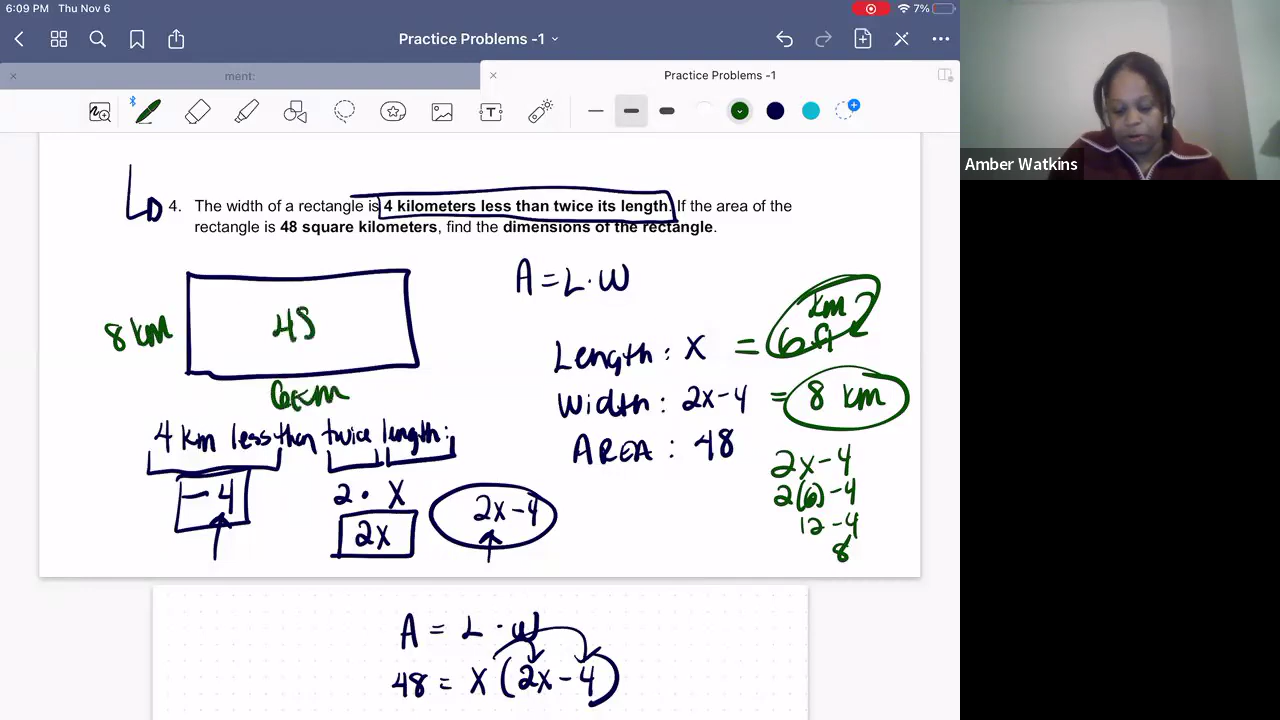 6:09 PM Thu Nov 6
7%
Practice Problems -1
ment:
Practice Problems -1
Amber Watkins
4. The width of a rectangle is 4 kilometers less than twice its length. If the area of the
rectangle is 48 square kilometers, find the dimensions of the rectangle.
A = L · W
8 km
48
6 km
km
Length : x = 6 ft
Width : 2x-4 = 8 km
AREA : 48
4 km less than twice length:
-4
2 · x
2x
2x-4
2x-4
2(6)-4
12-4
8
A = L · W
48 = x (2x-4)